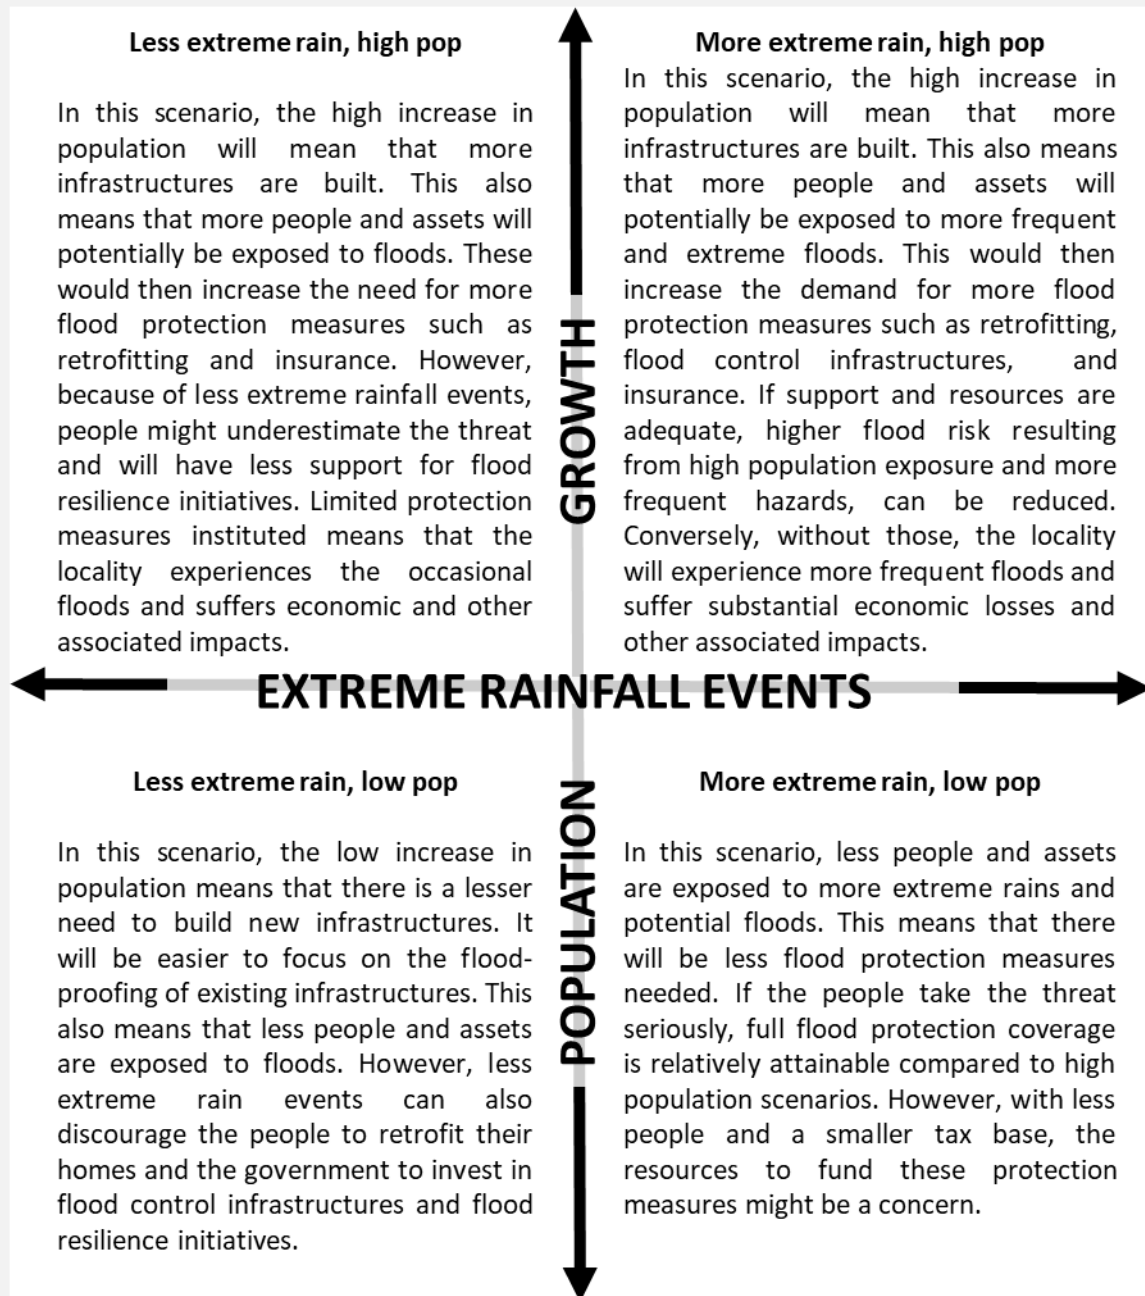 Less extreme rain, high pop
In this scenario, the high increase in
population will mean that more
infrastructures are built. This also
means that more people and assets will
potentially be exposed to floods. These
would then increase the need for more
flood protection measures such as
retrofitting and insurance. However,
because of less extreme rainfall events,
people might underestimate the threat
and will have less support for flood
resilience initiatives. Limited protection
measures instituted means that the
locality experiences the occasional
floods and suffers economic and other
associated impacts.
More extreme rain, high pop
In this scenario, the high increase in
population will mean that more
infrastructures are built. This also means
that more people and assets will
potentially be exposed to more frequent
and extreme floods. This would then
increase the demand for more flood
protection measures such as retrofitting,
flood control infrastructures, and
insurance. If support and resources are
adequate, higher flood risk resulting
from high population exposure and more
frequent hazards, can be reduced.
Conversely, without those, the locality
will experience more frequent floods and
suffer substantial economic losses and
other associated impacts.
EXTREME RAINFALL EVENTS
POPULATION GROWTH
Less extreme rain, low pop
In this scenario, the low increase in
population means that there is a lesser
need to build new infrastructures. It
will be easier to focus on the flood-
proofing of existing infrastructures. This
also means that less people and assets
are exposed to floods. However, less
extreme rain events can also
discourage the people to retrofit their
homes and the government to invest in
flood control infrastructures and flood
resilience initiatives.
More extreme rain, low pop
In this scenario, less people and assets
are exposed to more extreme rains and
potential floods. This means that there
will be less flood protection measures
needed. If the people take the threat
seriously, full flood protection coverage
is relatively attainable compared to high
population scenarios. However, with less
people and a smaller tax base, the
resources to fund these protection
measures might be a concern.